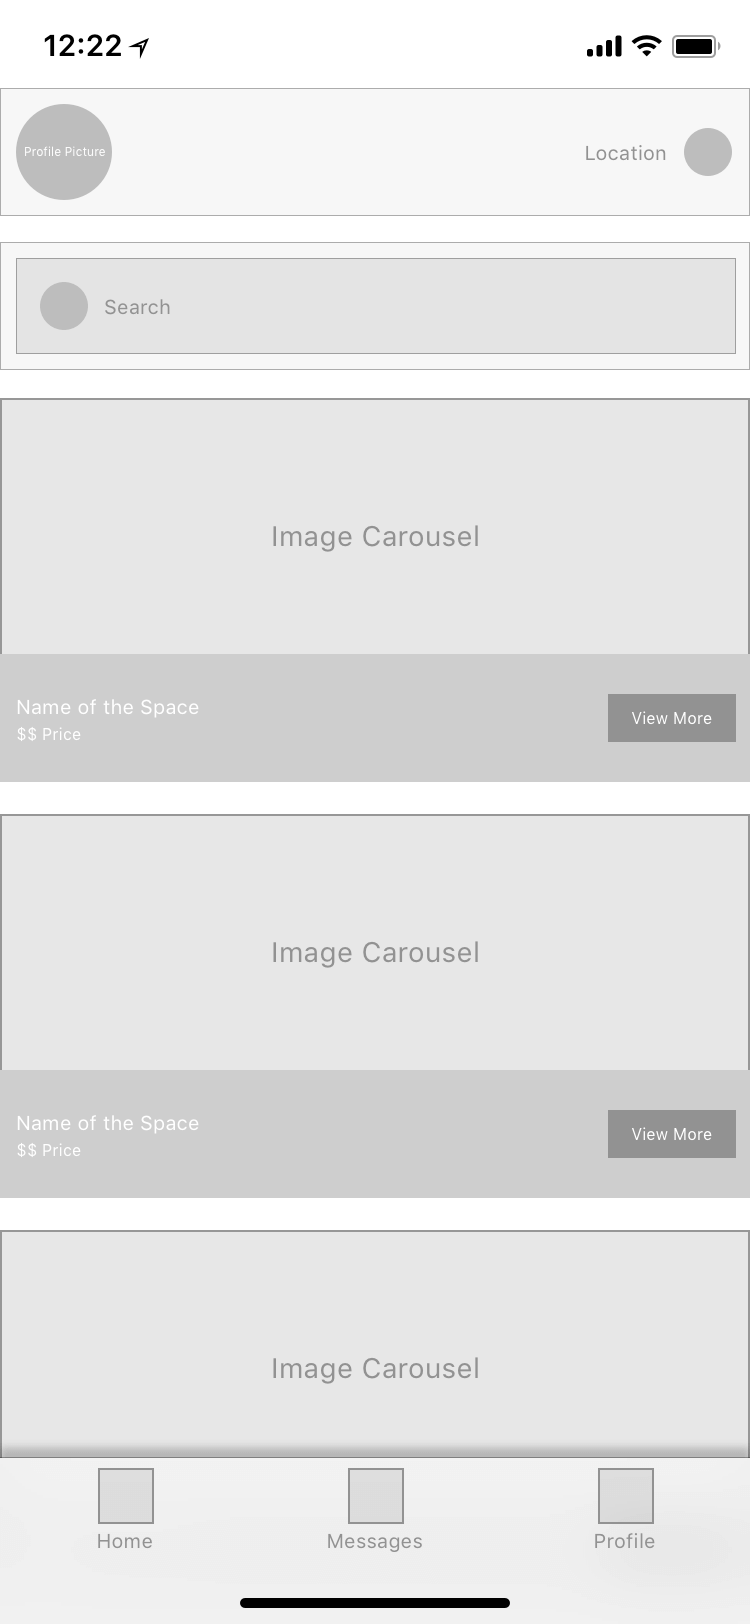 12:22
Profile Picture
Location
Search
Image Carousel
Name of the Space
$$ Price
View More
Image Carousel
Name of the Space
$$ Price
View More
Image Carousel
Home
Messages
Profile